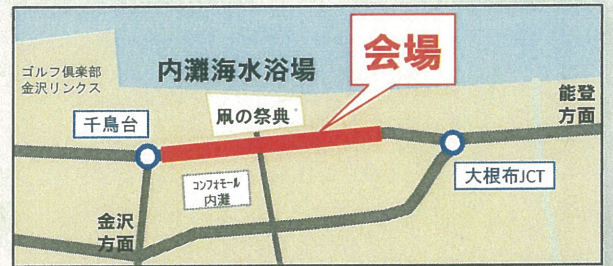 会場
内灘海水浴場
ゴルフ倶楽部
金沢リンクス
凪の祭典
能登
方面
千鳥台
コンフォモール
内灘
大根布JCT
金沢
方面